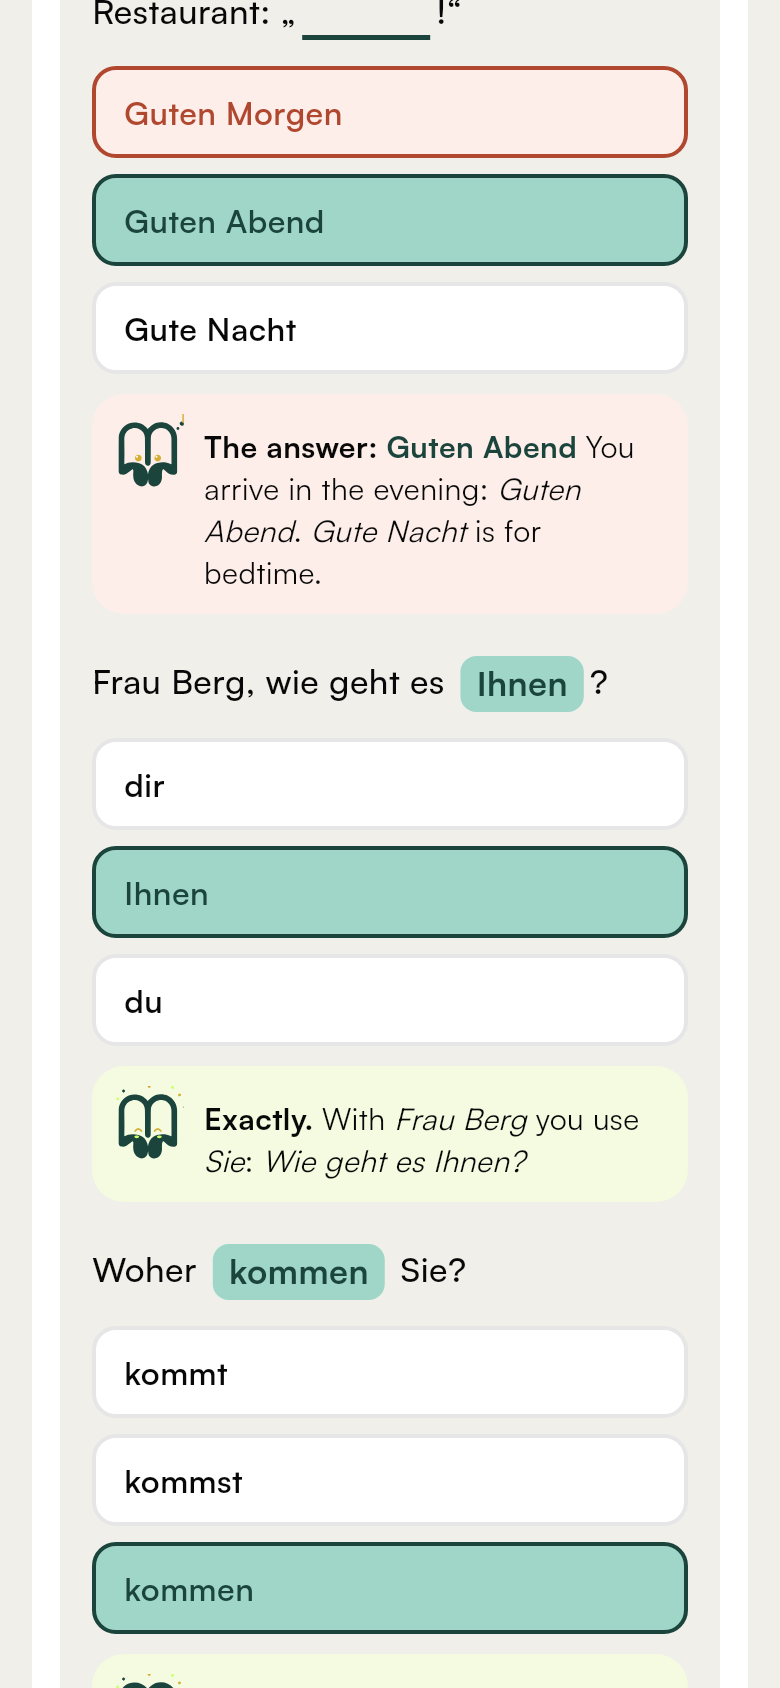 Restaurant: „ ______ !“
Guten Morgen
Guten Abend
Gute Nacht
The answer: Guten Abend You
arrive in the evening: Guten
Abend. Gute Nacht is for
bedtime.
Frau Berg, wie geht es Ihnen ?
dir
Ihnen
du
Exactly. With Frau Berg you use
Sie: Wie geht es Ihnen?
Woher kommen Sie?
kommt
kommst
kommen